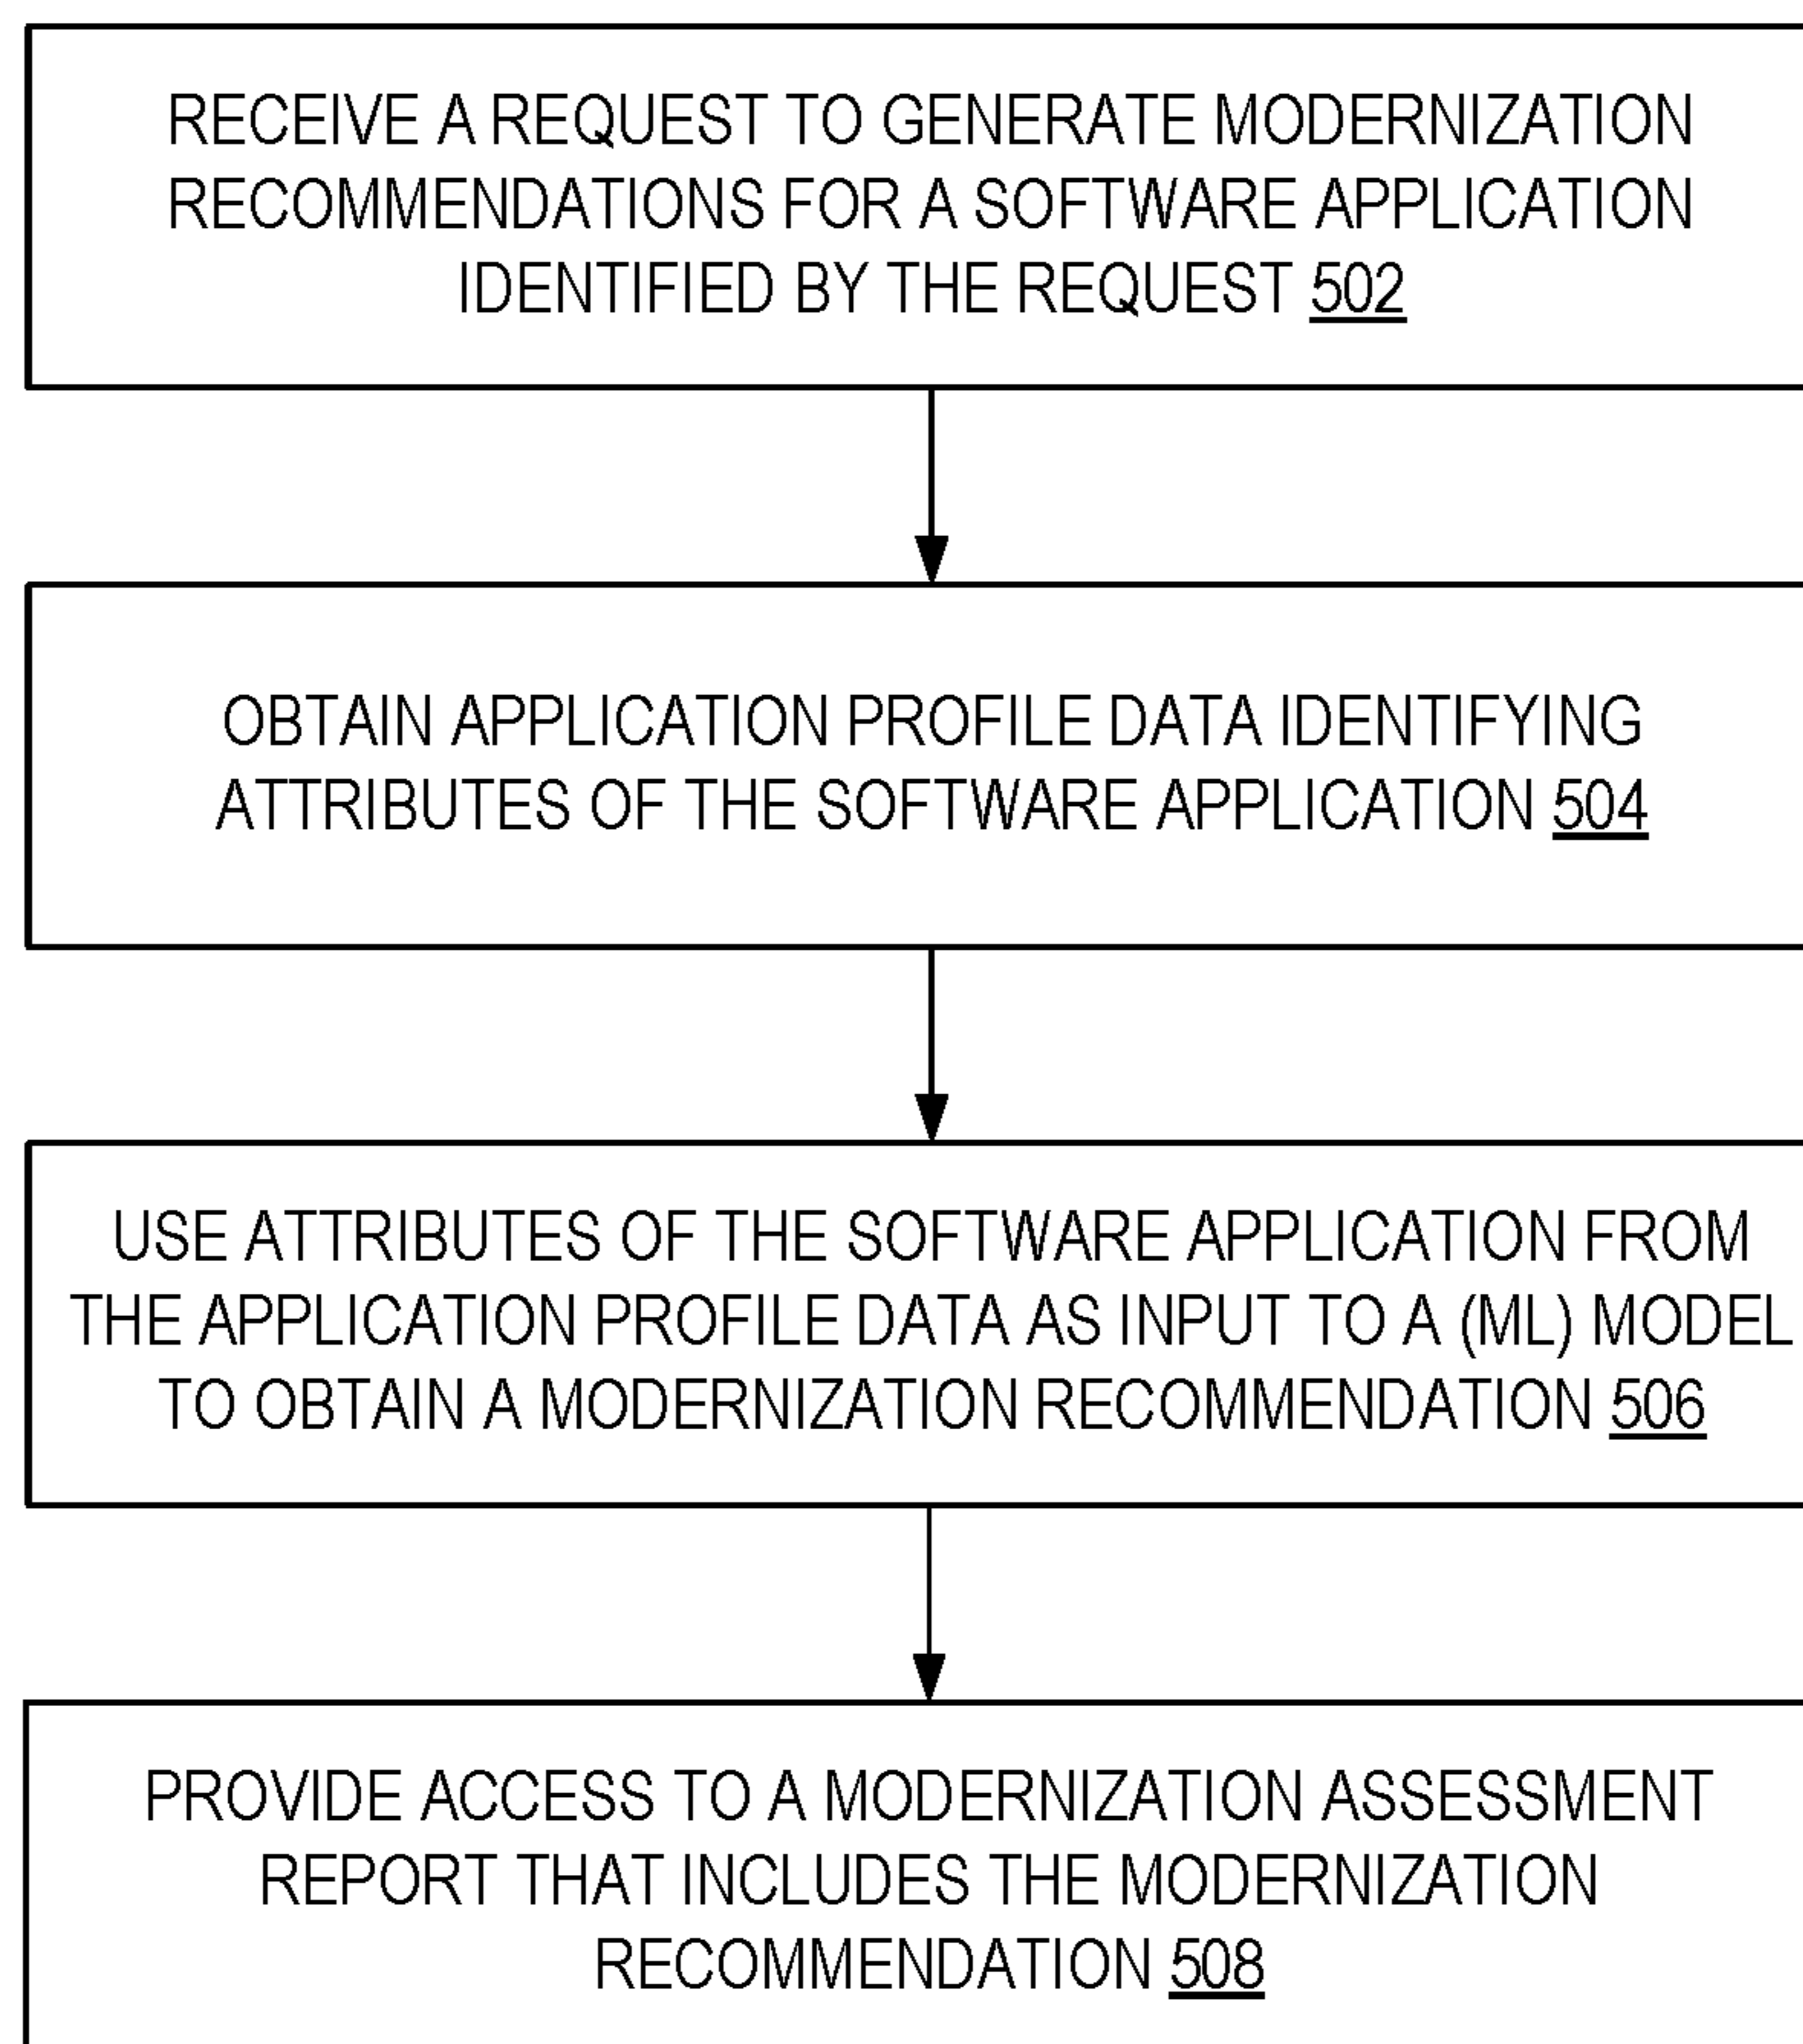 RECEIVE A REQUEST TO GENERATE MODERNIZATION
RECOMMENDATIONS FOR A SOFTWARE APPLICATION
IDENTIFIED BY THE REQUEST 502
OBTAIN APPLICATION PROFILE DATA IDENTIFYING
ATTRIBUTES OF THE SOFTWARE APPLICATION 504
USE ATTRIBUTES OF THE SOFTWARE APPLICATION FROM
THE APPLICATION PROFILE DATA AS INPUT TO A (ML) MODEL
TO OBTAIN A MODERNIZATION RECOMMENDATION 506
PROVIDE ACCESS TO A MODERNIZATION ASSESSMENT
REPORT THAT INCLUDES THE MODERNIZATION
RECOMMENDATION 508